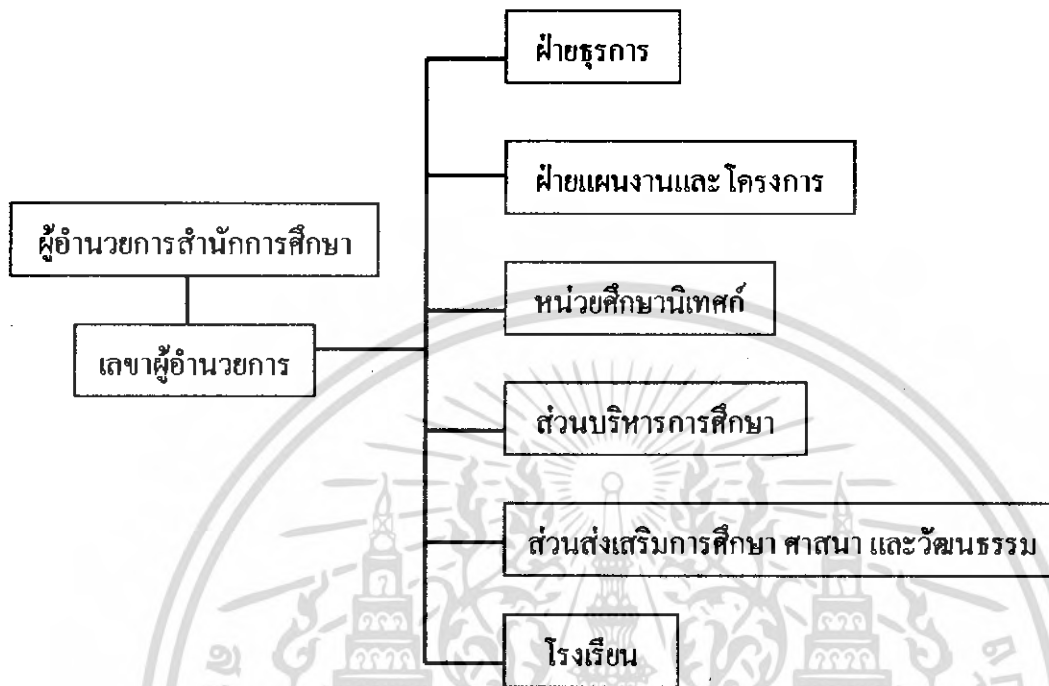 ฝ่ายธุรการ
ฝ่ายแผนงานและโครงการ
ผู้อำนวยการสำนักการศึกษา
หน่วยศึกษานิเทศก์
เลขาผู้อำนวยการ
ส่วนบริหารการศึกษา
ส่วนส่งเสริมการศึกษา ศาสนา และวัฒนธรรม
โรงเรียน